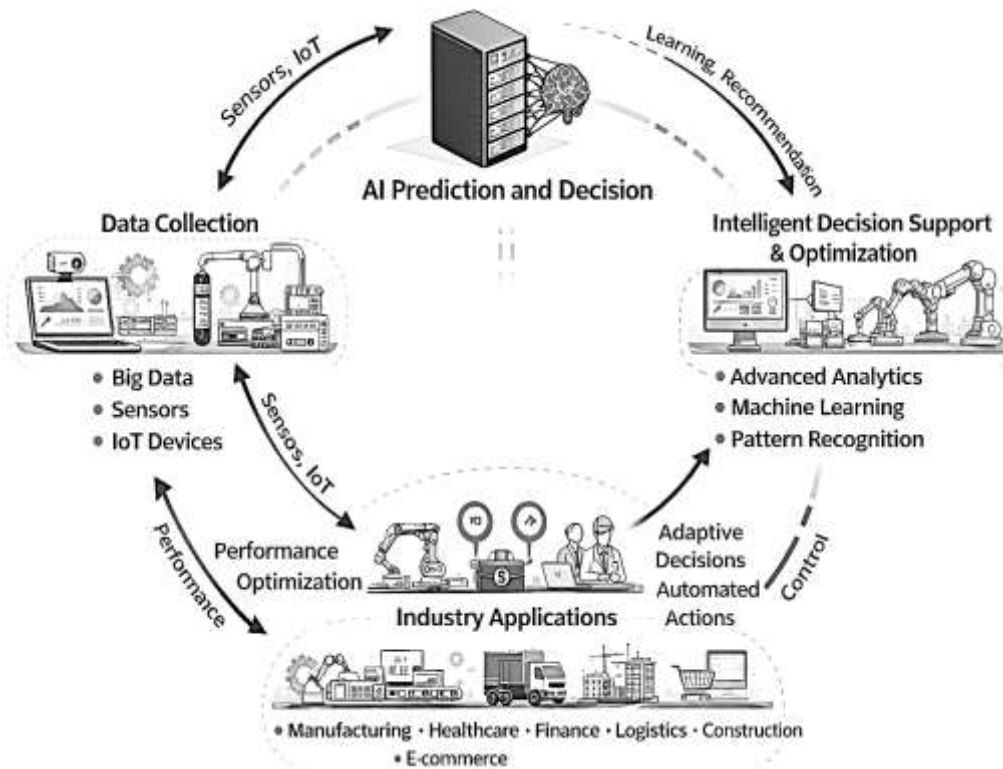 Sensors, IoT
Learning, Recommendation
AI Prediction and Decision
Data Collection
Intelligent Decision Support
& Optimization
• Big Data
• Sensors
• IoT Devices
• Advanced Analytics
• Machine Learning
• Pattern Recognition
Sensos, IoT
Performance
Performance
Optimization
Adaptive
Decisions
Automated
Actions
Control
$
Industry Applications
• Manufacturing · Healthcare · Finance · Logistics · Construction
• E-commerce